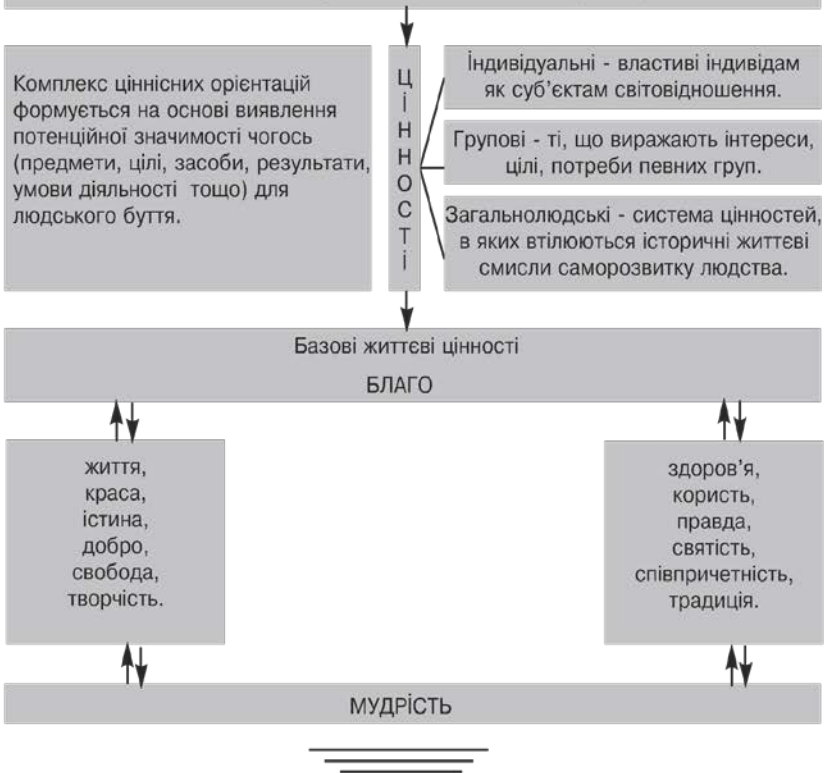 Комплекс ціннісних орієнтацій
формується на основі виявлення
потенційної значимості чогось
(предмети, цілі, засоби, результати,
умови діяльності тощо) для
людського буття.
ЦІННОСТІ
Індивідуальні - властиві індивідам
як суб’єктам світовідношення.
Групові - ті, що виражають інтереси,
цілі, потреби певних груп.
Загальнолюдські - система цінностей,
в яких втілюються історичні життєві
смисли саморозвитку людства.
Базові життєві цінності
БЛАГО
життя,
краса,
істина,
добро,
свобода,
творчість.
здоров’я,
користь,
правда,
святість,
співпричетність,
традиція.
МУДРІСТЬ